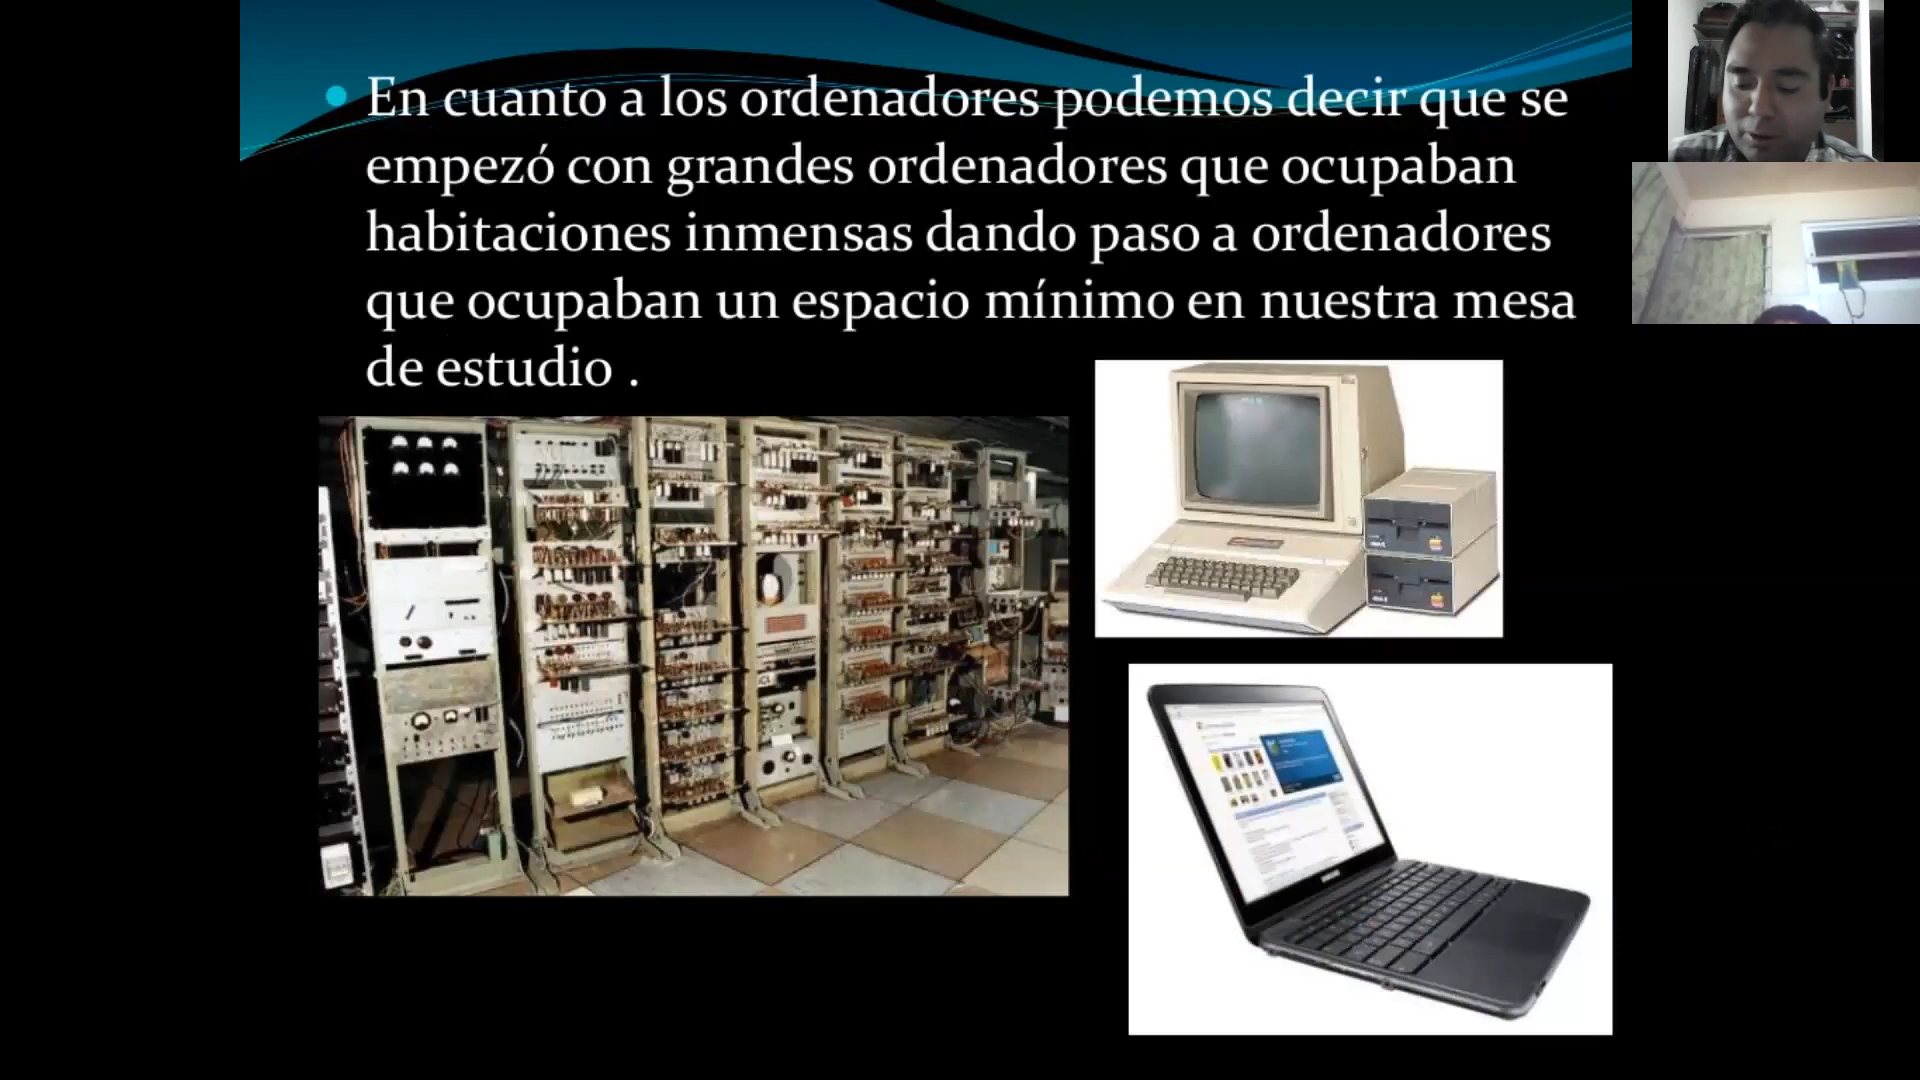 En cuanto a los ordenadores podemos decir que se
empezó con grandes ordenadores que ocupaban
habitaciones inmensas dando paso a ordenadores
que ocupaban un espacio mínimo en nuestra mesa
de estudio .